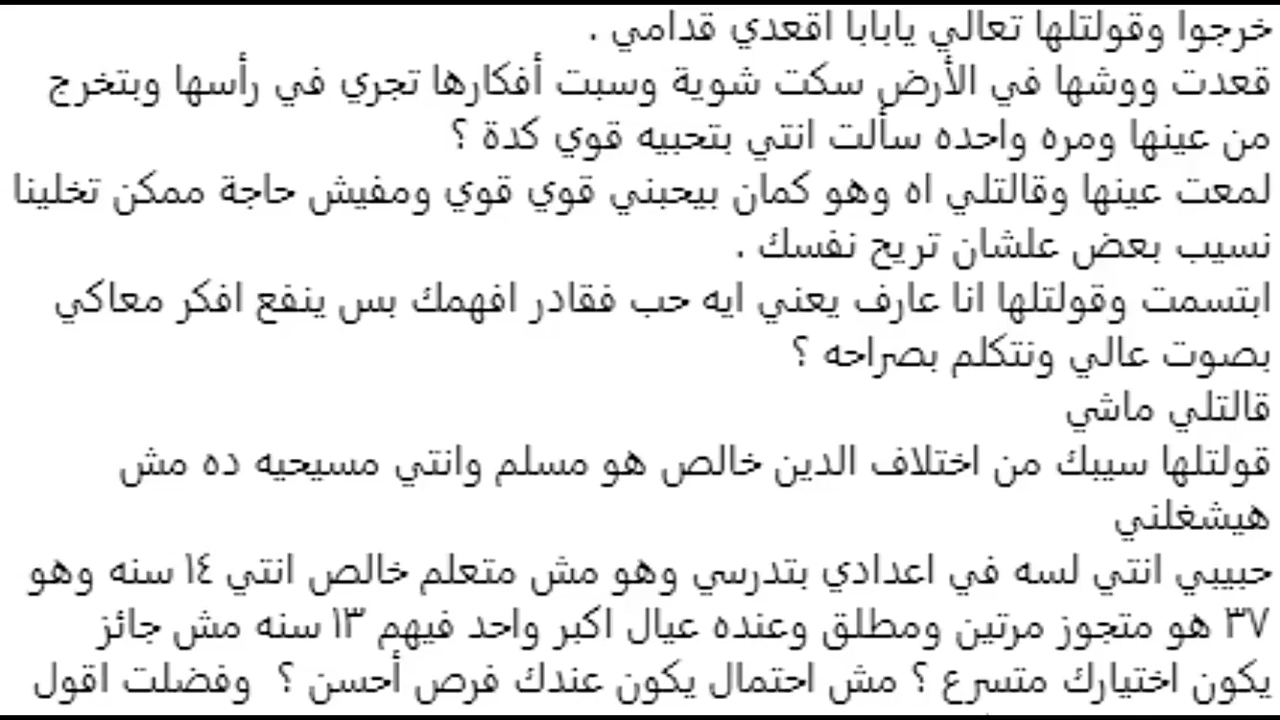 خرجوا وقولتلها تعالي يابابا اقعدي قدامي .
قعدت ووشها في الأرض سكت شوية وسبت أفكارها تجري في رأسها وبتخرج
من عينها ومره واحده سألت انتي بتحبيه قوي كدة ؟
لمعت عينها وقالتلي اه وهو كمان بيحبني قوي قوي ومفيش حاجة ممكن تخلينا
نسيب بعض علشان تريح نفسك .
ابتسمت وقولتلها انا عارف يعني ايه حب فقادر افهمك بس ينفع افكر معاكي
بصوت عالي ونتكلم بصراحه ؟
قالتلي ماشي
قولتلها سيبك من اختلاف الدين خالص هو مسلم وانتي مسيحيه ده مش
هيشغلني
حبيبي انتي لسه في اعدادي بتدرسي وهو مش متعلم خالص انتي ١٤ سنه وهو
٣٧ هو متجوز مرتين ومطلق وعنده عيال اكبر واحد فيهم ١٣ سنه مش جائز
يكون اختيارك متسرع ؟ مش احتمال يكون عندك فرص أحسن ؟ وفضلت اقول